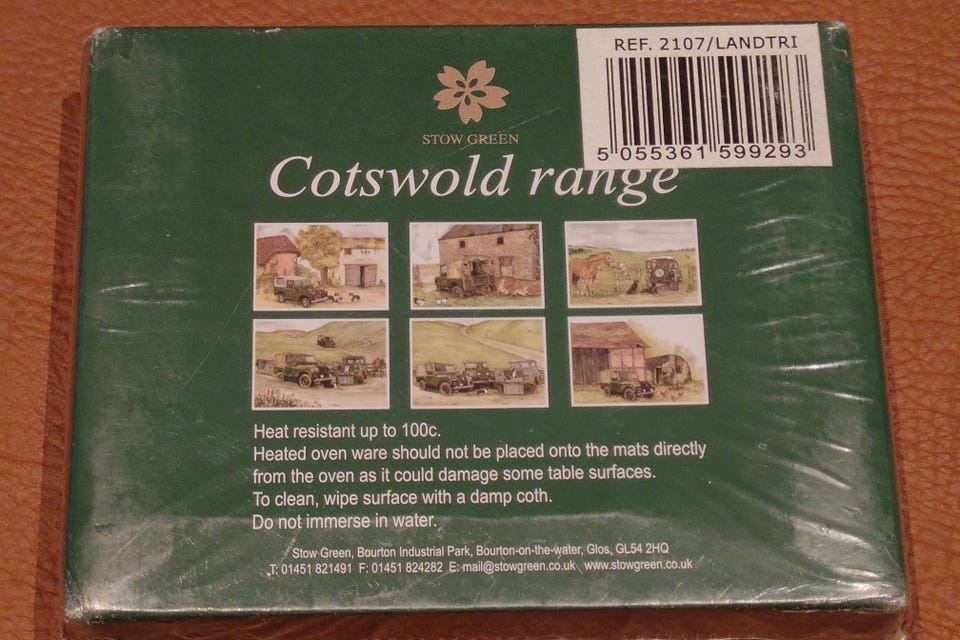 REF. 2107/LANDTRI
5 055361 599293
STOW GREEN
Cotswold range
Heat resistant up to 100c.
Heated oven ware should not be placed onto the mats directly
from the oven as it could damage some table surfaces.
To clean, wipe surface with a damp coth.
Do not immerse in water.
Stow Green, Bourton Industrial Park, Bourton-on-the-water, Glos, GL54 2HQ
T: 01451 821491 F: 01451 824282 E: mail@stowgreen.co.uk www.stowgreen.co.uk